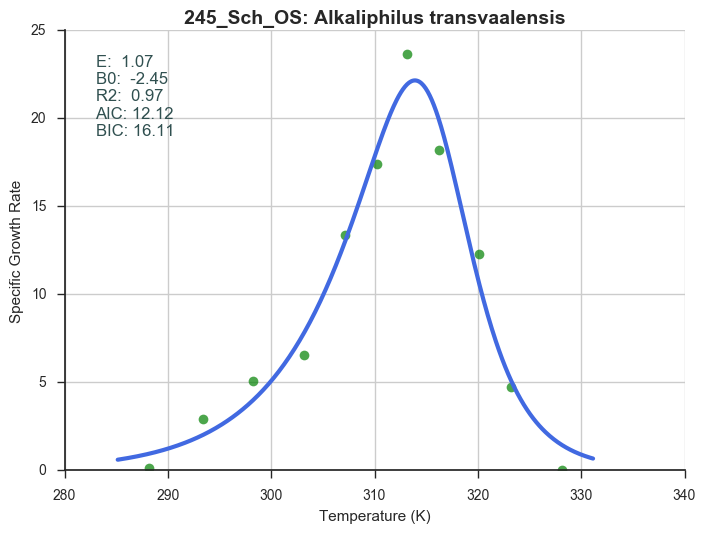 245_Sch_OS: Alkaliphilus transvaalensis
25
E:  1.07
B0:  -2.45
R2:  0.97
AIC: 12.12
BIC: 16.11
20
15
10
5
0
Specific Growth Rate
280 290 300 310 320 330 340
Temperature (K)